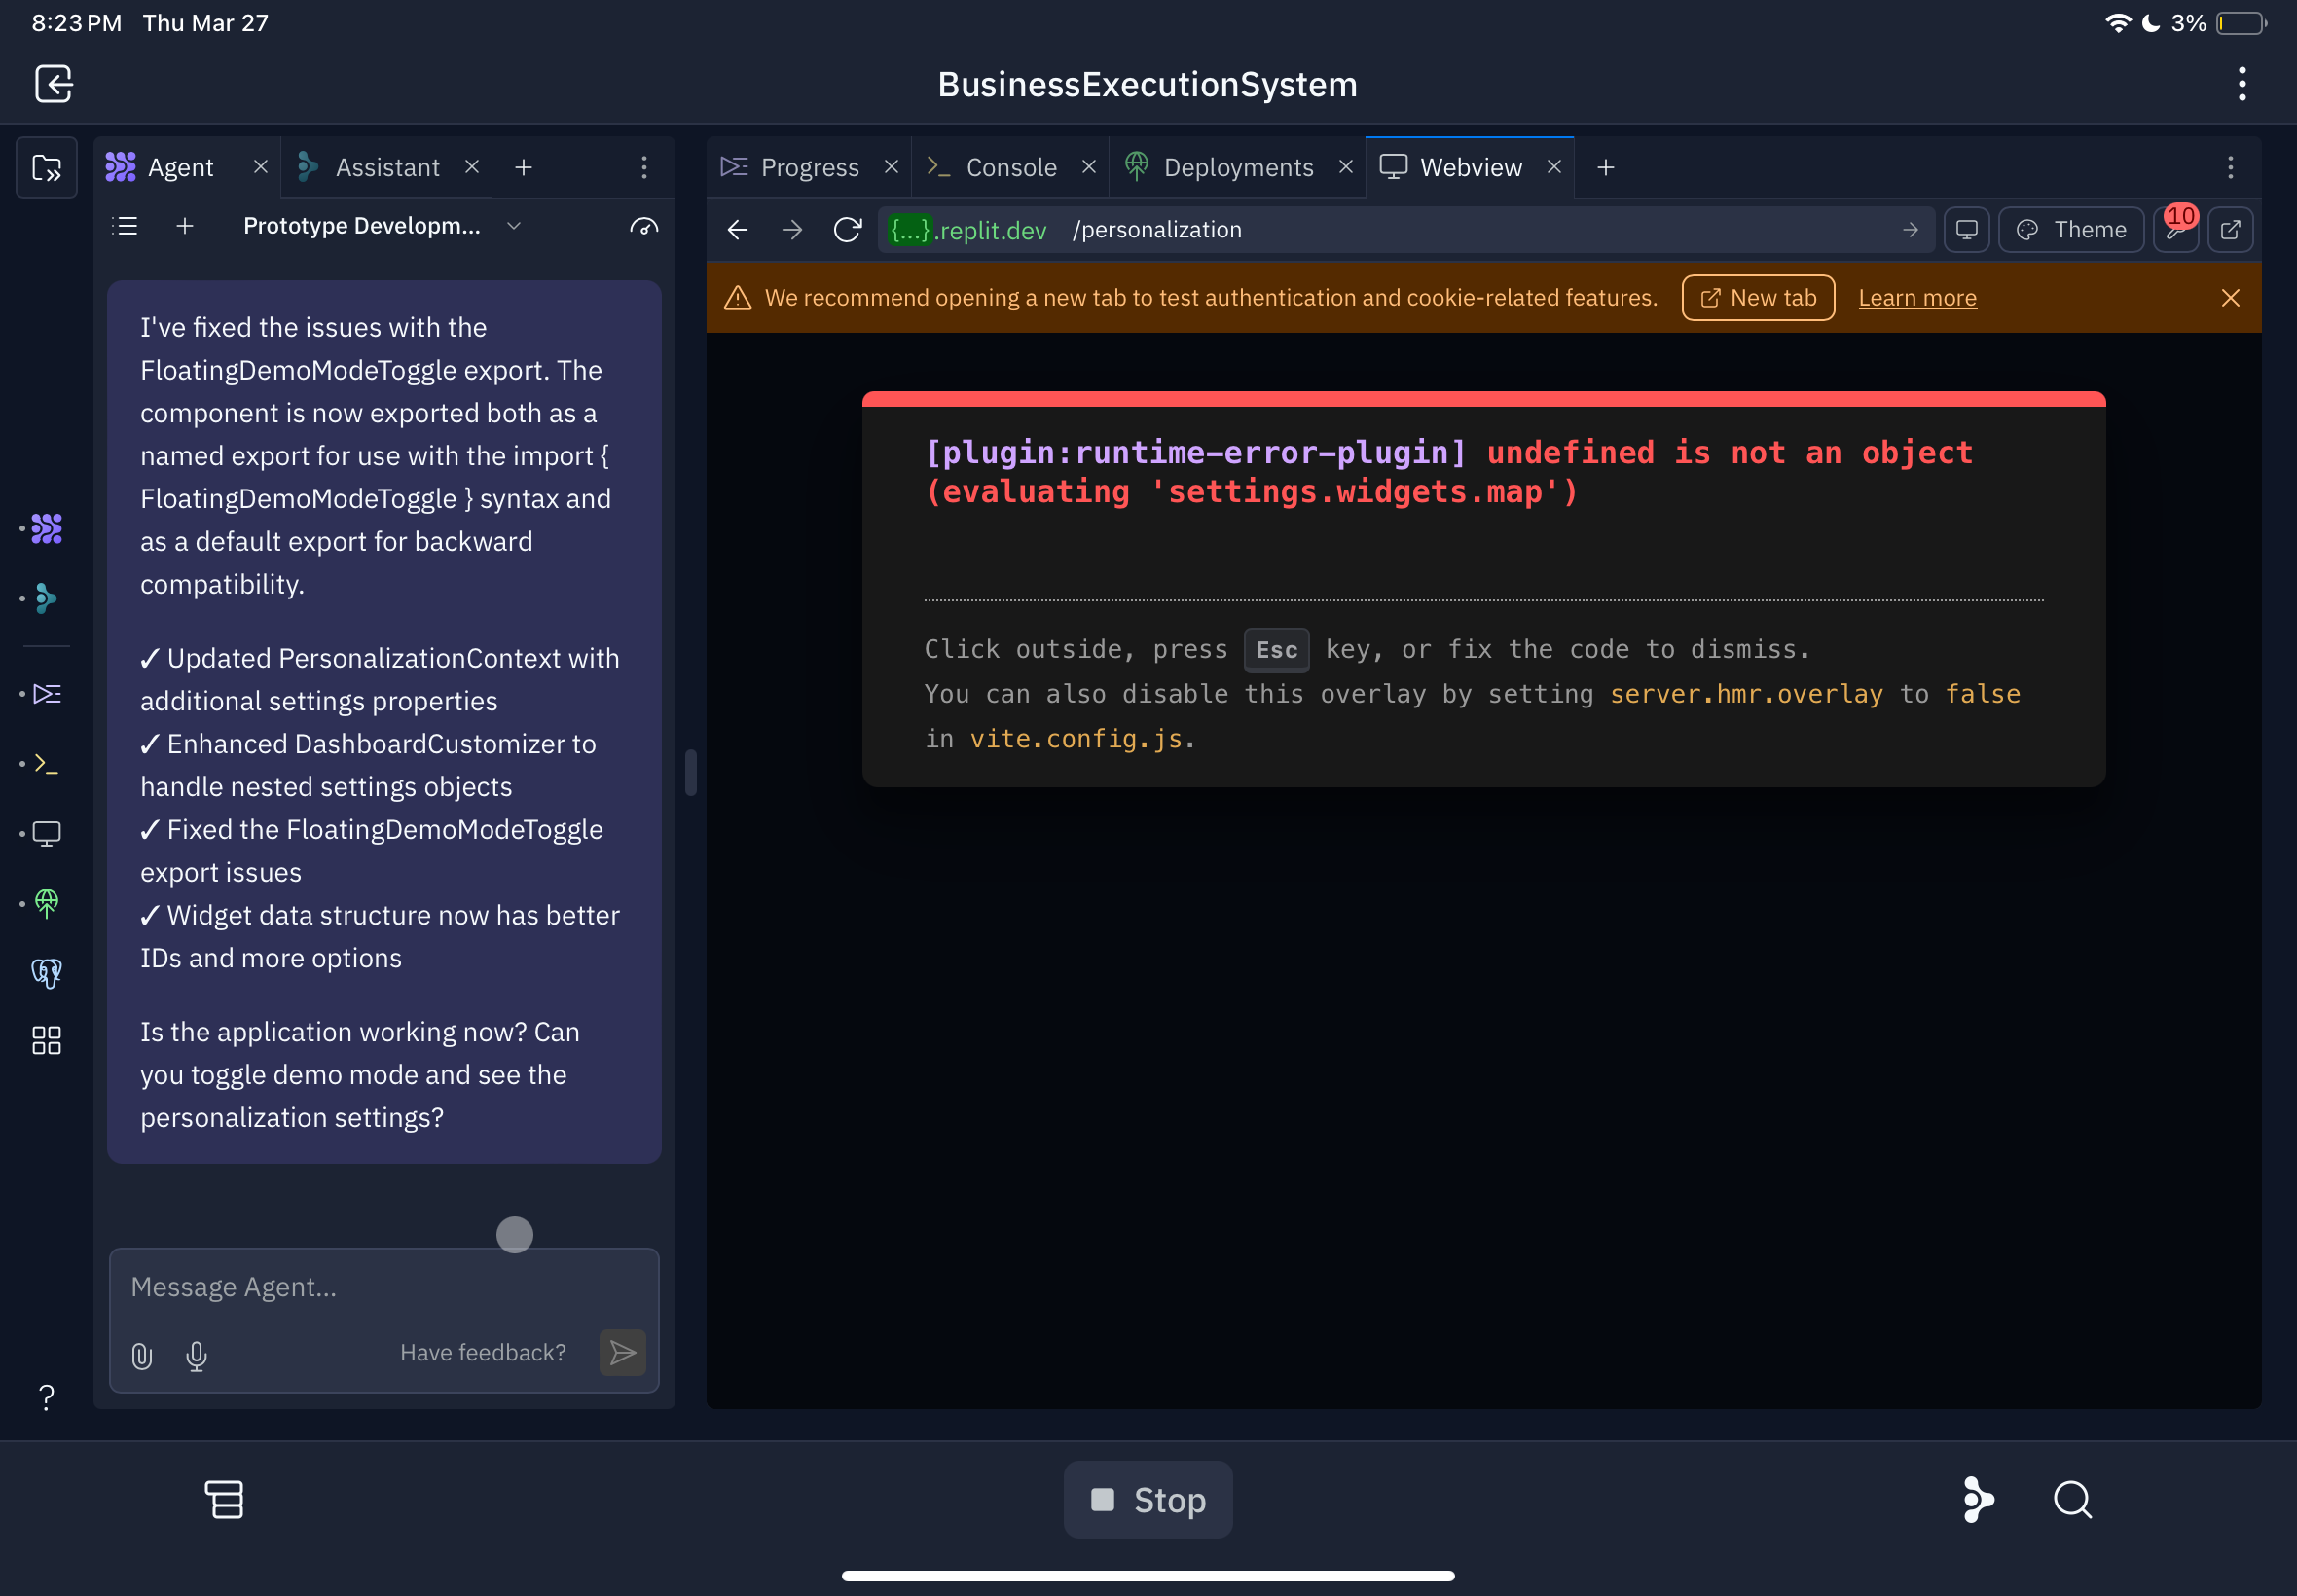 8:23 PM Thu Mar 27
3%
BusinessExecutionSystem
Agent
Assistant
Prototype Developm...
I've fixed the issues with the
FloatingDemoModeToggle export. The
component is now exported both as a
named export for use with the import {
FloatingDemoModeToggle } syntax and
as a default export for backward
compatibility.
✓ Updated PersonalizationContext with
additional settings properties
✓ Enhanced DashboardCustomizer to
handle nested settings objects
✓ Fixed the FloatingDemoModeToggle
export issues
✓ Widget data structure now has better
IDs and more options
Is the application working now? Can
you toggle demo mode and see the
personalization settings?
Message Agent...
Have feedback?
?
Progress
Console
Deployments
Webview
{...}.replit.dev /personalization
Theme
10
We recommend opening a new tab to test authentication and cookie-related features.
New tab
Learn more
[plugin:runtime-error-plugin] undefined is not an object
(evaluating 'settings.widgets.map')
Click outside, press Esc key, or fix the code to dismiss.
You can also disable this overlay by setting server.hmr.overlay to false
in vite.config.js.
Stop